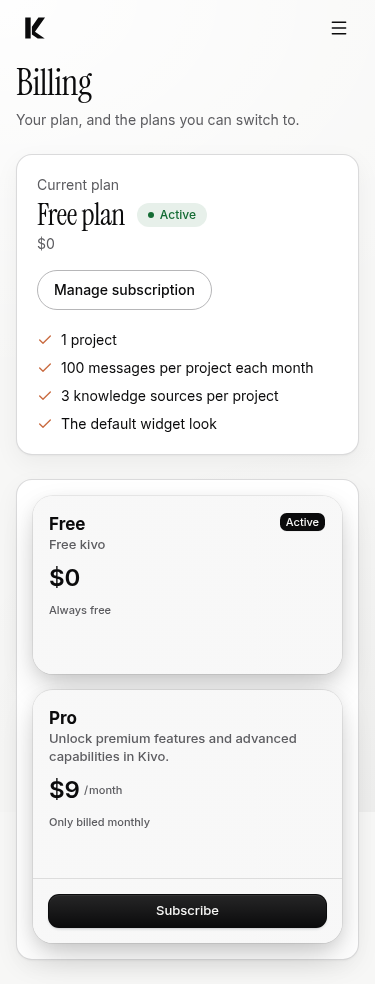 K
Billing
Your plan, and the plans you can switch to.
Current plan
Free plan
Active
$0
Manage subscription
1 project
100 messages per project each month
3 knowledge sources per project
The default widget look
Free
Active
Free kivo
$0
Always free
Pro
Unlock premium features and advanced
capabilities in Kivo.
$9 /month
Only billed monthly
Subscribe